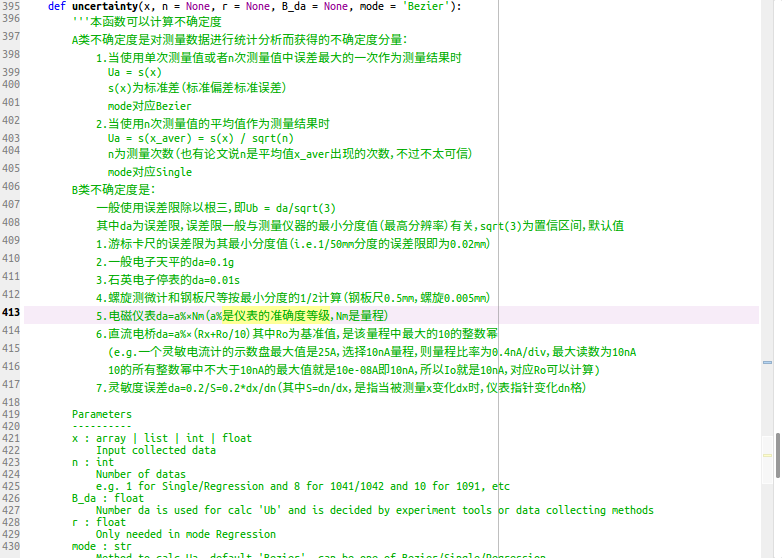 395 def uncertainty(x, n = None, r = None, B_da = None, mode = 'Bezier'):
396 '''本函数可以计算不确定度
397 A类不确定度是对测量数据进行统计分析而获得的不确定度分量:
398 1.当使用单次测量值或者n次测量值中误差最大的一次作为测量结果时
399 Ua = s(x)
400 s(x)为标准差(标准偏差标准误差)
401 mode对应Bezier
402 2.当使用n次测量值的平均值作为测量结果时
403 Ua = s(x_aver) = s(x) / sqrt(n)
404 n为测量次数(也有论文说n是平均值x_aver出现的次数,不过不太可信)
405 mode对应Single
406 B类不确定度是:
407 一般使用误差限除以根三,即Ub = da/sqrt(3)
408 其中da为误差限,误差限一般与测量仪器的最小分度值(最高分辨率)有关,sqrt(3)为置信区间,默认值
409 1.游标卡尺的误差限为其最小分度值(i.e.1/50mm分度的误差限即为0.02mm)
410 2.一般电子天平的da=0.1g
411 3.石英电子停表的da=0.01s
412 4.螺旋测微计和钢板尺等按最小分度的1/2计算(钢板尺0.5mm,螺旋0.005mm)
413 5.电磁仪表da=a%×Nm(a%是仪表的准确度等级,Nm是量程)
414 6.直流电桥da=a%×(Rx+Ro/10)其中Ro为基准值,是该量程中最大的10的整数幂
415 (e.g.一个灵敏电流计的示数盘最大值是25A,选择10nA量程,则量程比率为0.4nA/div,最大读数为10nA
416 10的所有整数幂中不大于10nA的最大值就是10e-08A即10nA,所以Io就是10nA,对应Ro可以计算)
417 7.灵敏度误差da=0.2/S=0.2*dx/dn(其中S=dn/dx,是指当被测量x变化dx时,仪表指针变化dn格)
418
419 Parameters
420 ----------
421 x : array | list | int | float
422 Input collected data
423 n : int
424 Number of datas
425 e.g. 1 for Single/Regression and 8 for 1041/1042 and 10 for 1091, etc
426 B_da : float
427 Number da is used for calc 'Ub' and is decided by experiment tools or data collecting methods
428 r : float
429 Only needed in mode Regression
430 mode : str
Method to calc Ua, default 'Bezier', can be one of Bezier/Single/Regression